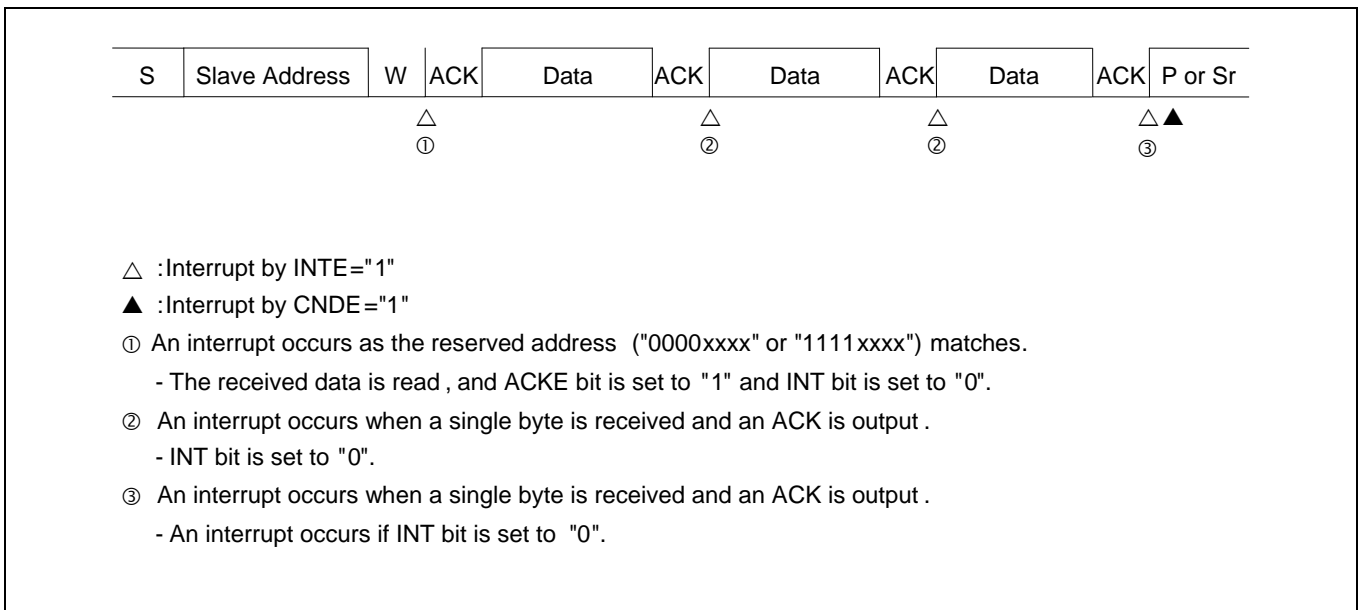 S Slave Address W ACK Data ACK Data ACK Data ACK P or Sr
△ △ △ △ ▲
① ② ② ③
△ :Interrupt by INTE="1"
▲ :Interrupt by CNDE="1"
① An interrupt occurs as the reserved address ("0000xxxx" or "1111xxxx") matches.
- The received data is read , and ACKE bit is set to "1" and INT bit is set to "0".
② An interrupt occurs when a single byte is received and an ACK is output .
- INT bit is set to "0".
③ An interrupt occurs when a single byte is received and an ACK is output .
- An interrupt occurs if INT bit is set to "0".